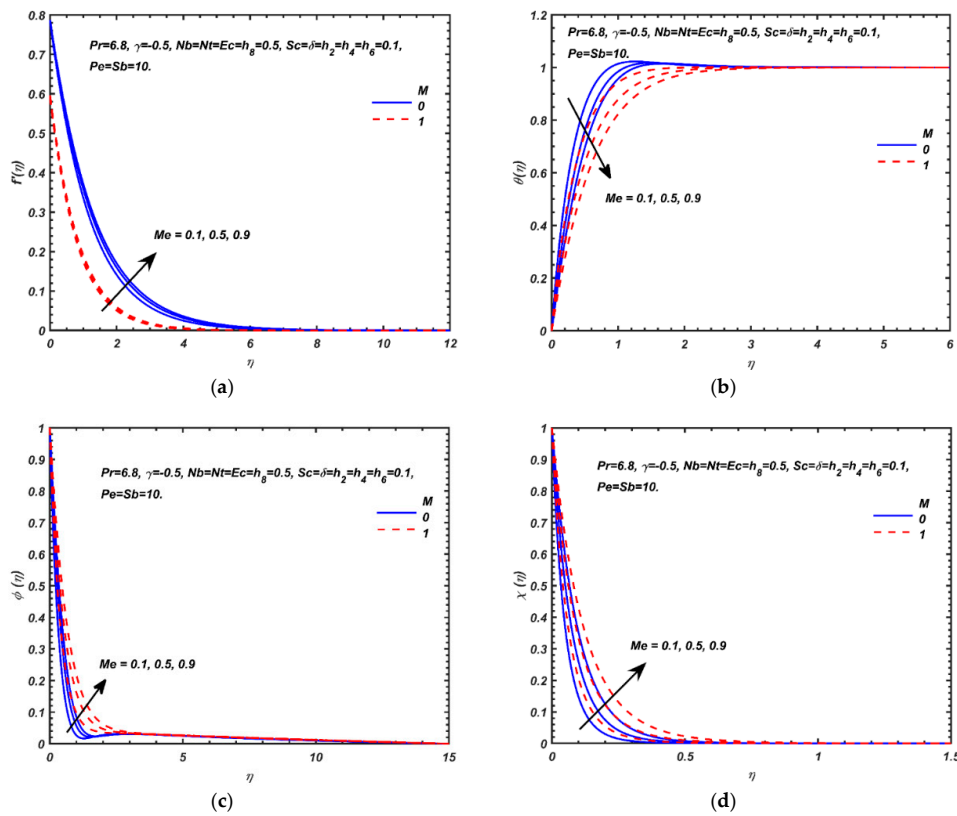 Pr=6.8, γ=-0.5, Nb=Nt=Ec=h8=0.5, Sc=δ=h2=h4=h6=0.1,
Pe=Sb=10.
M
0
1
Me = 0.1, 0.5, 0.9
f'(η)
0.8
0.7
0.6
0.5
0.4
0.3
0.2
0.1
0
0 2 4 6 8 10 12
η
(a)
Pr=6.8, γ=-0.5, Nb=Nt=Ec=h8=0.5, Sc=δ=h2=h4=h6=0.1,
Pe=Sb=10.
M
0
1
Me = 0.1, 0.5, 0.9
θ(η)
1.2
1
0.8
0.6
0.4
0.2
0
0 1 2 3 4 5 6
η
(b)
Pr=6.8, γ=-0.5, Nb=Nt=Ec=h8=0.5, Sc=δ=h2=h4=h6=0.1,
Pe=Sb=10.
M
0
1
Me = 0.1, 0.5, 0.9
ϕ (η)
1
0.9
0.8
0.7
0.6
0.5
0.4
0.3
0.2
0.1
0
0 5 10 15
η
(c)
Pr=6.8, γ=-0.5, Nb=Nt=Ec=h8=0.5, Sc=δ=h2=h4=h6=0.1,
Pe=Sb=10.
M
0
1
Me = 0.1, 0.5, 0.9
χ (η)
1
0.9
0.8
0.7
0.6
0.5
0.4
0.3
0.2
0.1
0
0 0.5 1 1.5
η
(d)